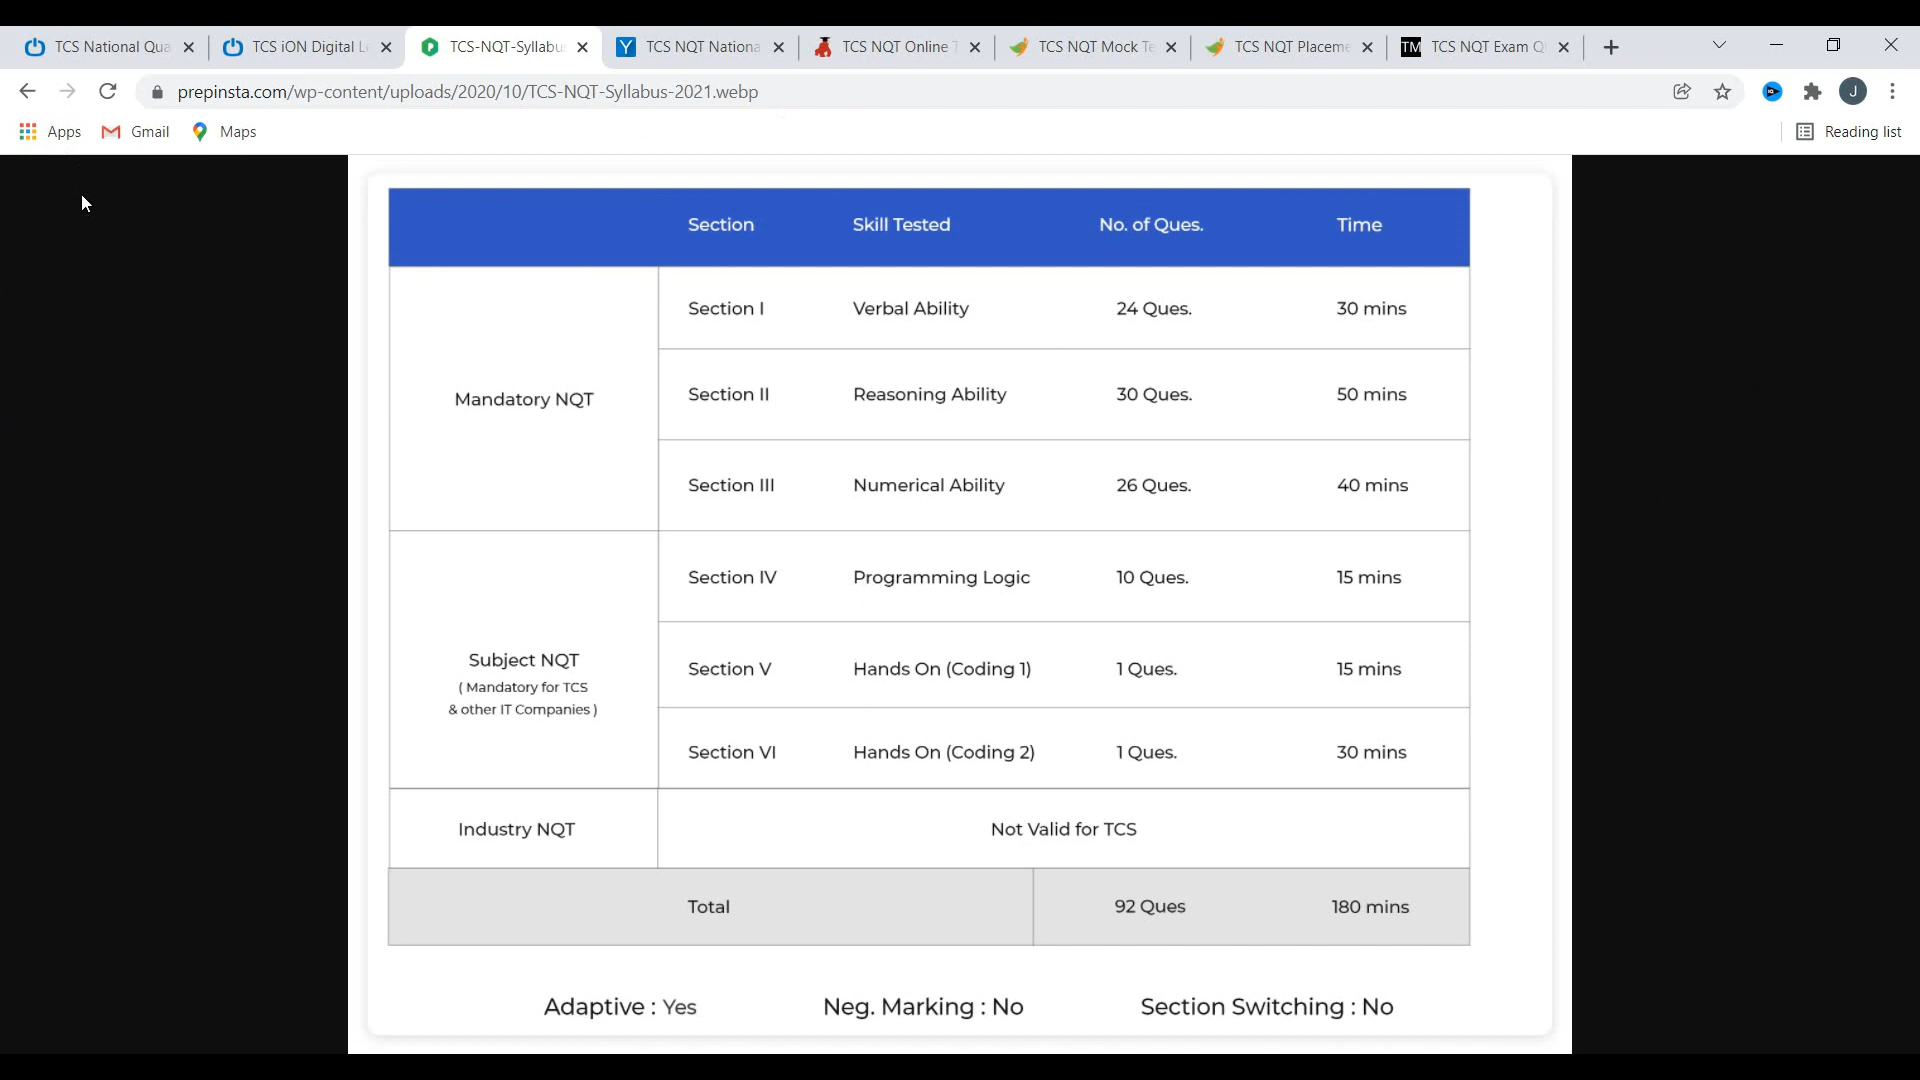 TCS National Qua
TCS iON Digital Le
TCS-NQT-Syllabus
TCS NQT Nationa
TCS NQT Online T
TCS NQT Mock Te
TCS NQT Placeme
TM TCS NQT Exam Q
prepinsta.com/wp-content/uploads/2020/10/TCS-NQT-Syllabus-2021.webp
J
Apps Gmail Maps
Reading list
Section Skill Tested No. of Ques. Time
Mandatory NQT
Section I Verbal Ability 24 Ques. 30 mins
Section II Reasoning Ability 30 Ques. 50 mins
Section III Numerical Ability 26 Ques. 40 mins
Subject NQT
( Mandatory for TCS
& other IT Companies )
Section IV Programming Logic 10 Ques. 15 mins
Section V Hands On (Coding 1) 1 Ques. 15 mins
Section VI Hands On (Coding 2) 1 Ques. 30 mins
Industry NQT Not Valid for TCS
Total 92 Ques 180 mins
Adaptive : Yes Neg. Marking : No Section Switching : No